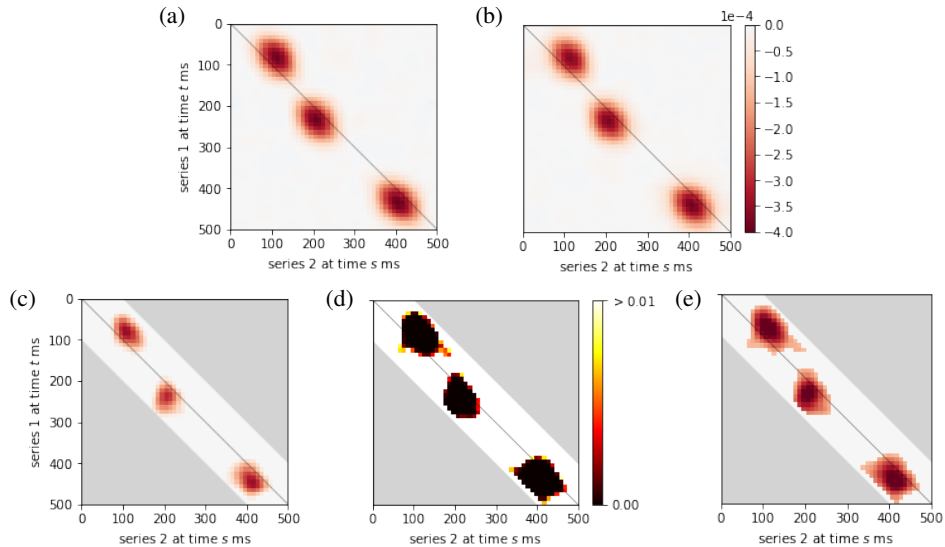 (a)
(b)
1e−4
0
100
200
300
400
500
series 1 at time t ms
0 100 200 300 400 500
series 2 at time s ms
0 100 200 300 400 500
series 2 at time s ms
0.0
−0.5
−1.0
−1.5
−2.0
−2.5
−3.0
−3.5
−4.0
(c)
(d)
(e)
0
100
200
300
400
500
series 1 at time t ms
0 100 200 300 400 500
series 2 at time s ms
0 100 200 300 400 500
series 2 at time s ms
> 0.01
0.00
0 100 200 300 400 500
series 2 at time s ms